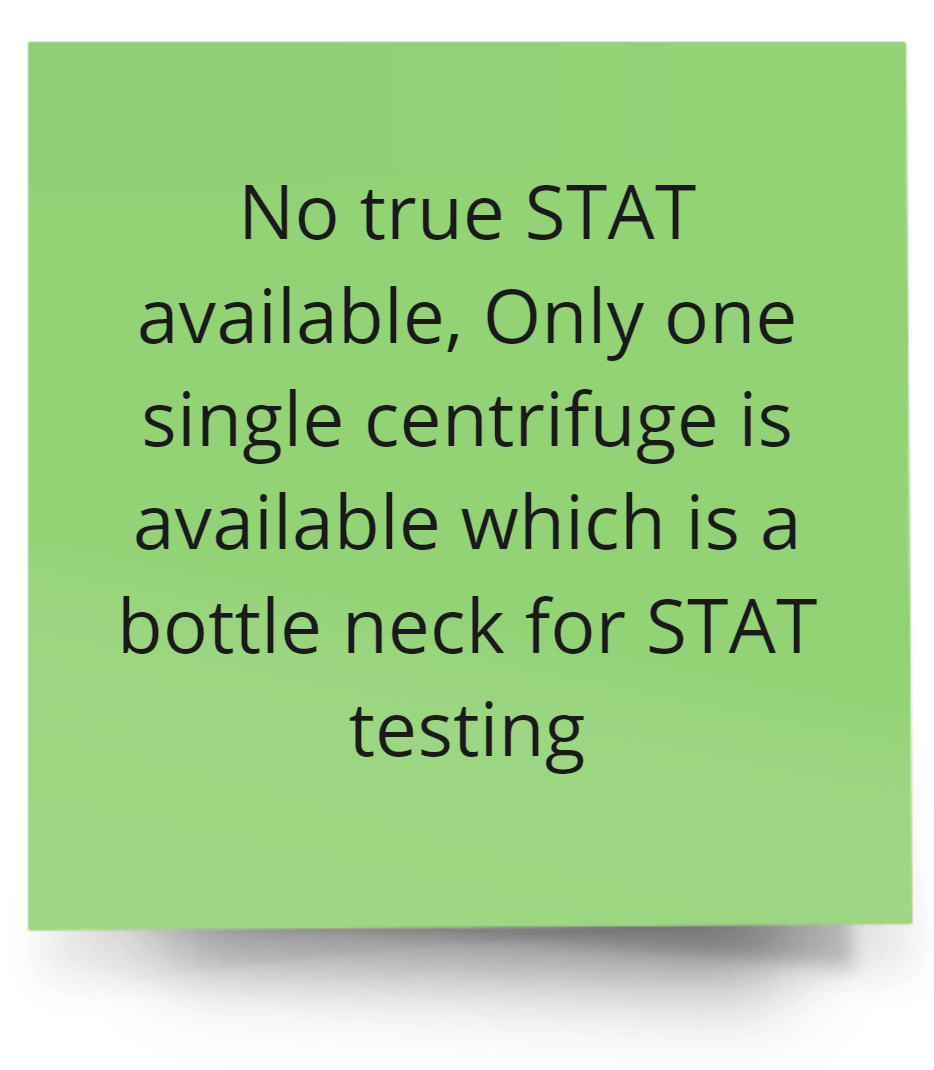 No true STAT
available, Only one
single centrifuge is
available which is a
bottle neck for STAT
testing